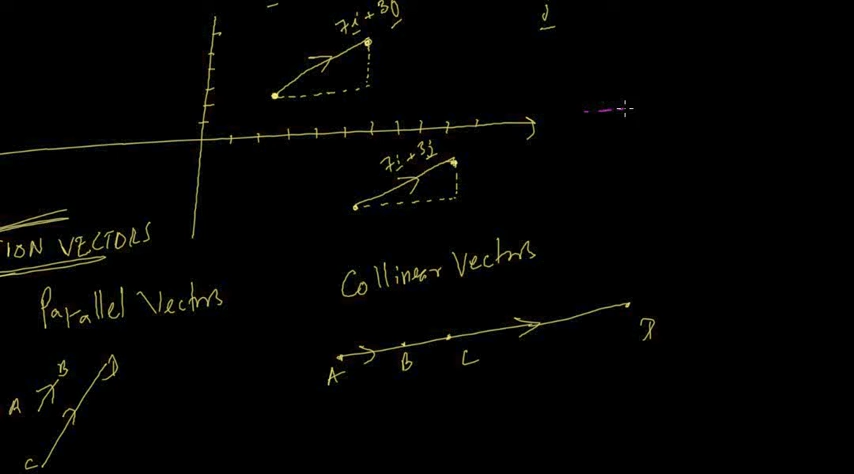 7i + 3j
j
7i + 3j
TION VECTORS
Parallel Vectors
Collinear Vectors
A B C D
A B
C D